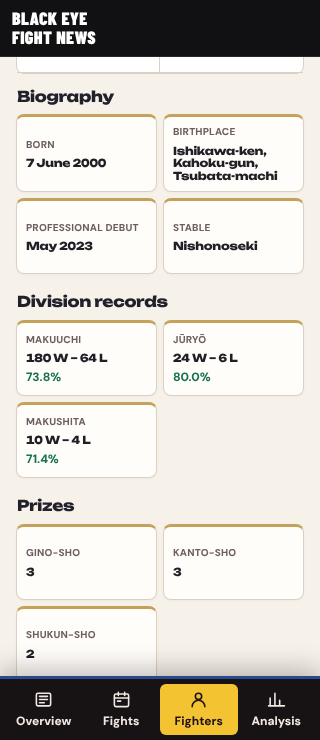 BLACK EYE
FIGHT NEWS
Biography
BORN
7 June 2000
BIRTHPLACE
Ishikawa-ken,
Kahoku-gun,
Tsubata-machi
PROFESSIONAL DEBUT
May 2023
STABLE
Nishonoseki
Division records
MAKUUCHI
180 W – 64 L
73.8%
JŪRYŌ
24 W – 6 L
80.0%
MAKUSHITA
10 W – 4 L
71.4%
Prizes
GINO-SHO
3
KANTO-SHO
3
SHUKUN-SHO
2
Overview
Fights
Fighters
Analysis